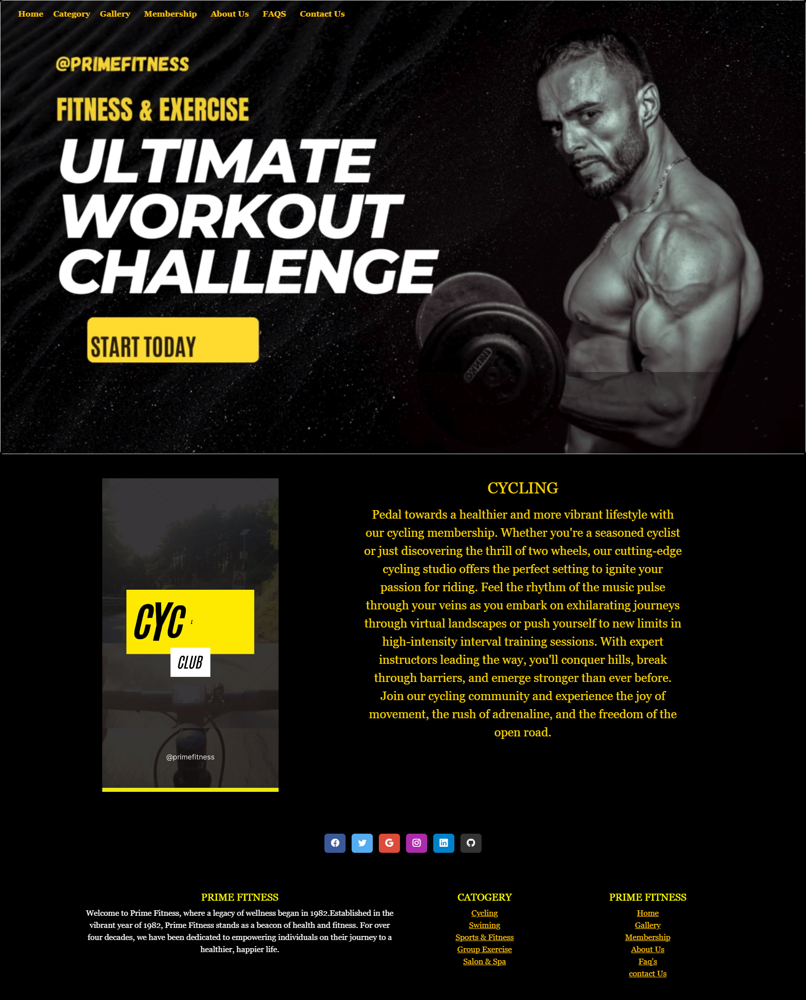 Home Category Gallery Membership About Us FAQS Contact Us
@PRIMEFITNESS
FITNESS & EXERCISE
ULTIMATE
WORKOUT
CHALLENGE
START TODAY
CYC L
CLUB
@primefitness
CYCLING
Pedal towards a healthier and more vibrant lifestyle with
our cycling membership. Whether you're a seasoned cyclist
or just discovering the thrill of two wheels, our cutting-edge
cycling studio offers the perfect setting to ignite your
passion for riding. Feel the rhythm of the music pulse
through your veins as you embark on exhilarating journeys
through virtual landscapes or push yourself to new limits in
high-intensity interval training sessions. With expert
instructors leading the way, you'll conquer hills, break
through barriers, and emerge stronger than ever before.
Join our cycling community and experience the joy of
movement, the rush of adrenaline, and the freedom of the
open road.
PRIME FITNESS
Welcome to Prime Fitness, where a legacy of wellness began in 1982.Established in the
vibrant year of 1982, Prime Fitness stands as a beacon of health and fitness. For over
four decades, we have been dedicated to empowering individuals on their journey to a
healthier, happier life.
CATOGERY
Cycling
Swiming
Sports & Fitness
Group Exercise
Salon & Spa
PRIME FITNESS
Home
Gallery
Membership
About Us
Faq's
contact Us